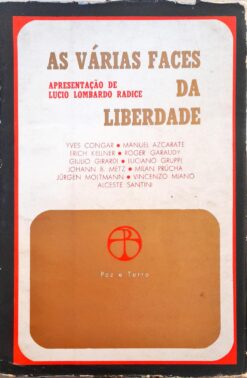 AS VÁRIAS FACES
APRESENTAÇÃO DE
LUCIO LOMBARDO RADICE
DA
LIBERDADE
YVES CONGAR • MANUEL AZCARATE
ERICH KELLNER • ROGER GARAUDY
GIULIO GIRARDI • LUCIANO GRUPPI
JOHANN B. METZ • MILAN PRUCHA
JÜRGEN MOLTMANN • VINCENZO MIANO
ALCESTE SANTINI
Paz e Terra